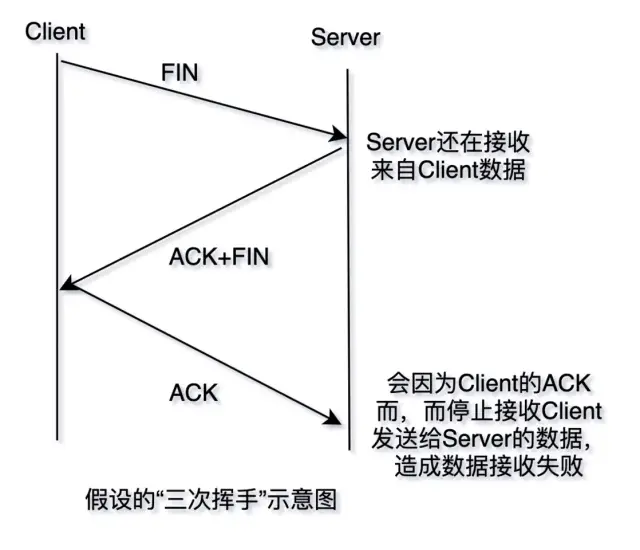 Client
Server
FIN
Server还在接收
来自Client数据
ACK+FIN
ACK
会因为Client的ACK
而，而停止接收Client
发送给Server的数据，
造成数据接收失败
假设的“三次挥手”示意图